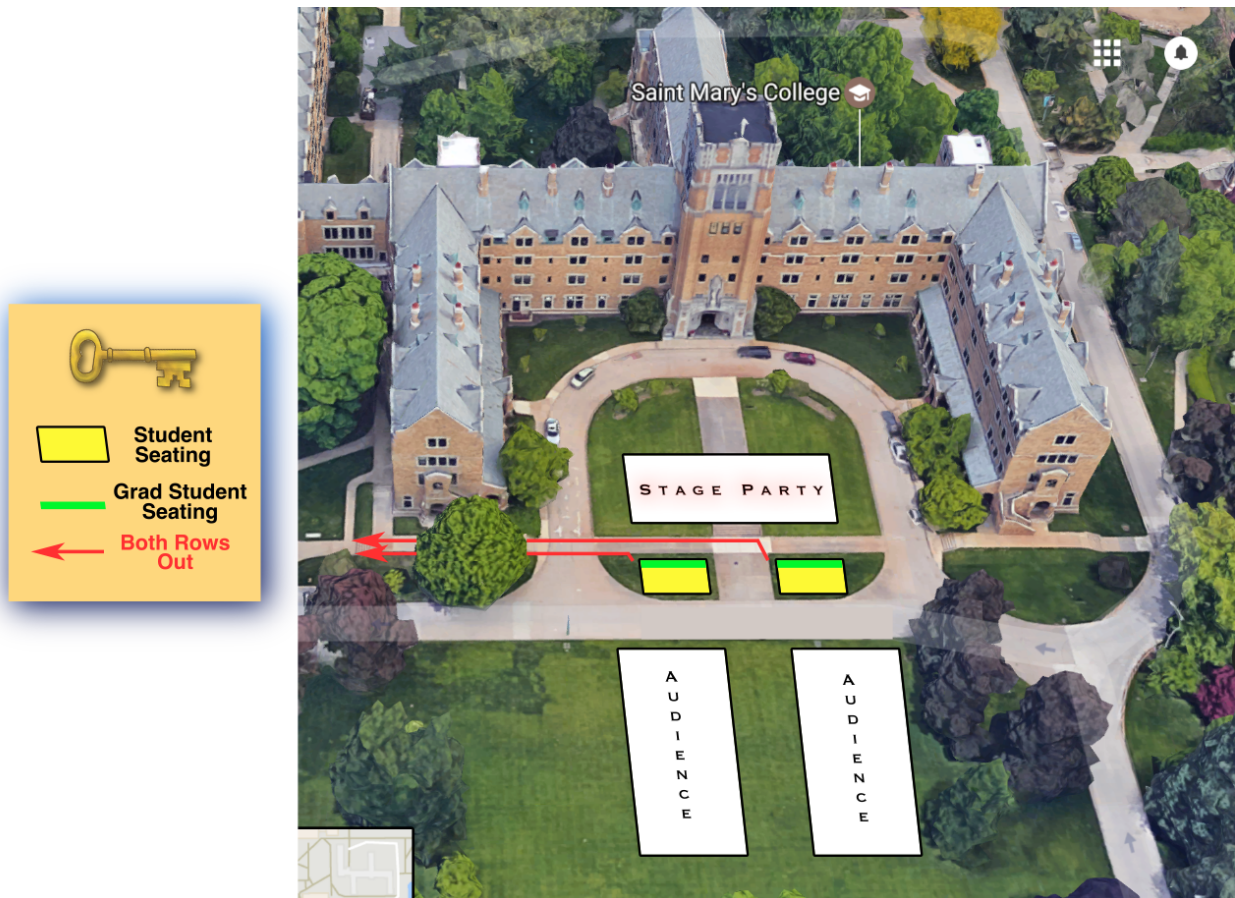 Saint Mary's College
Student
Seating
Grad Student
Seating
Both Rows
Out
STAGE PARTY
AUDIENCE
AUDIENCE